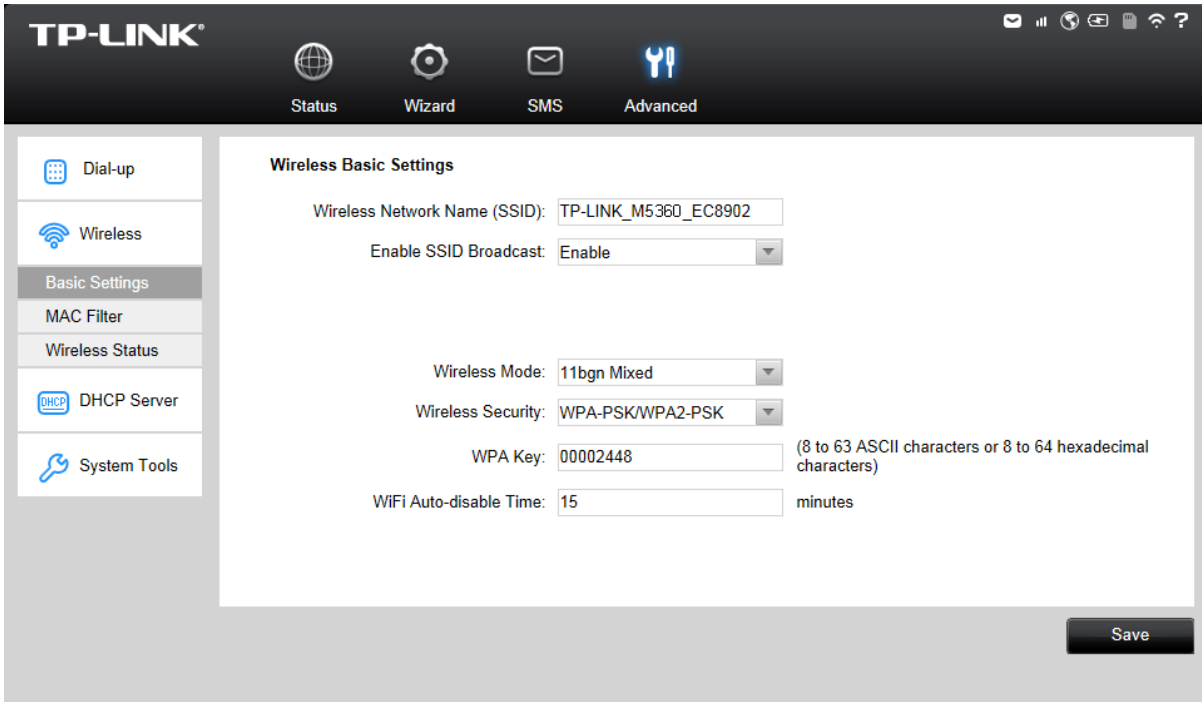 TP-LINK®
Status
Wizard
SMS
Advanced
Dial-up
Wireless
Basic Settings
MAC Filter
Wireless Status
DHCP
DHCP Server
System Tools
Wireless Basic Settings
Wireless Network Name (SSID): TP-LINK_M5360_EC8902
Enable SSID Broadcast: Enable
Wireless Mode: 11bgn Mixed
Wireless Security: WPA-PSK/WPA2-PSK
WPA Key: 00002448 (8 to 63 ASCII characters or 8 to 64 hexadecimal
characters)
WiFi Auto-disable Time: 15 minutes
Save